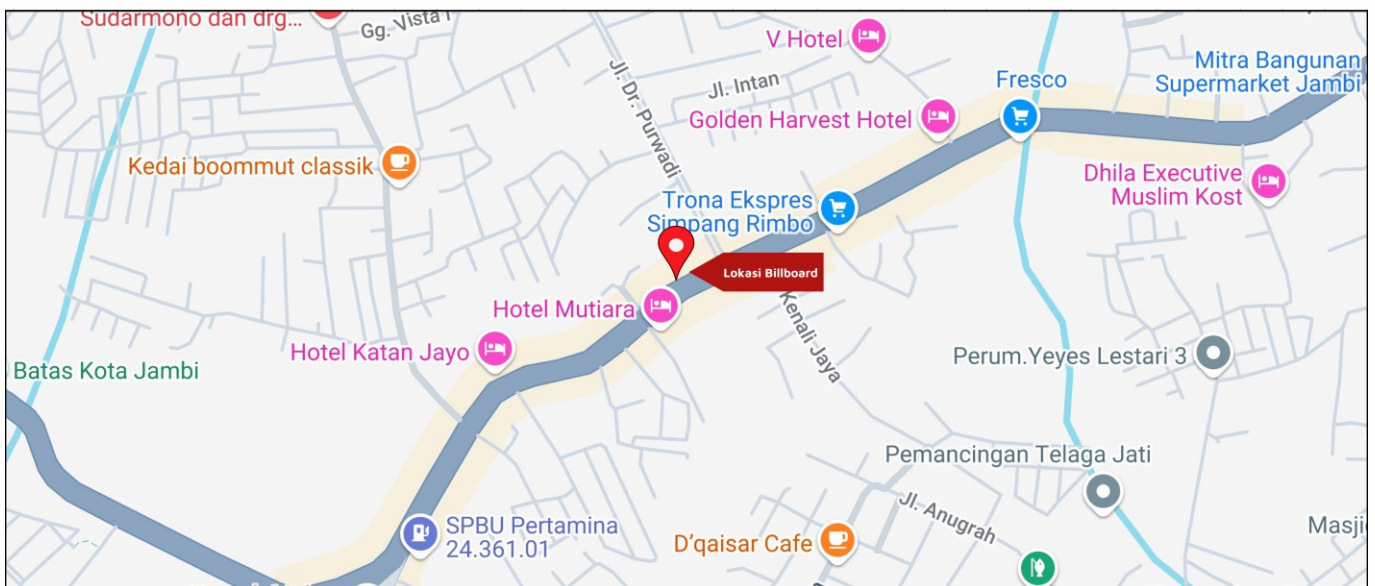 Sudarmono dan drg...
Gg. Vista I
V Hotel
Jl. Dr. Purwadi
Jl. Intan
Fresco
Mitra Bangunan
Supermarket Jambi
Golden Harvest Hotel
Kedai boommut classik
Dhila Executive
Muslim Kost
Trona Ekspres
Simpang Rimbo
Lokasi Billboard
Hotel Mutiara
Kenali Jaya
Hotel Katan Jayo
Perum.Yeyes Lestari 3
Batas Kota Jambi
Pemancingan Telaga Jati
Jl. Anugrah
SPBU Pertamina
24.361.01
D'qaisar Cafe
Masji